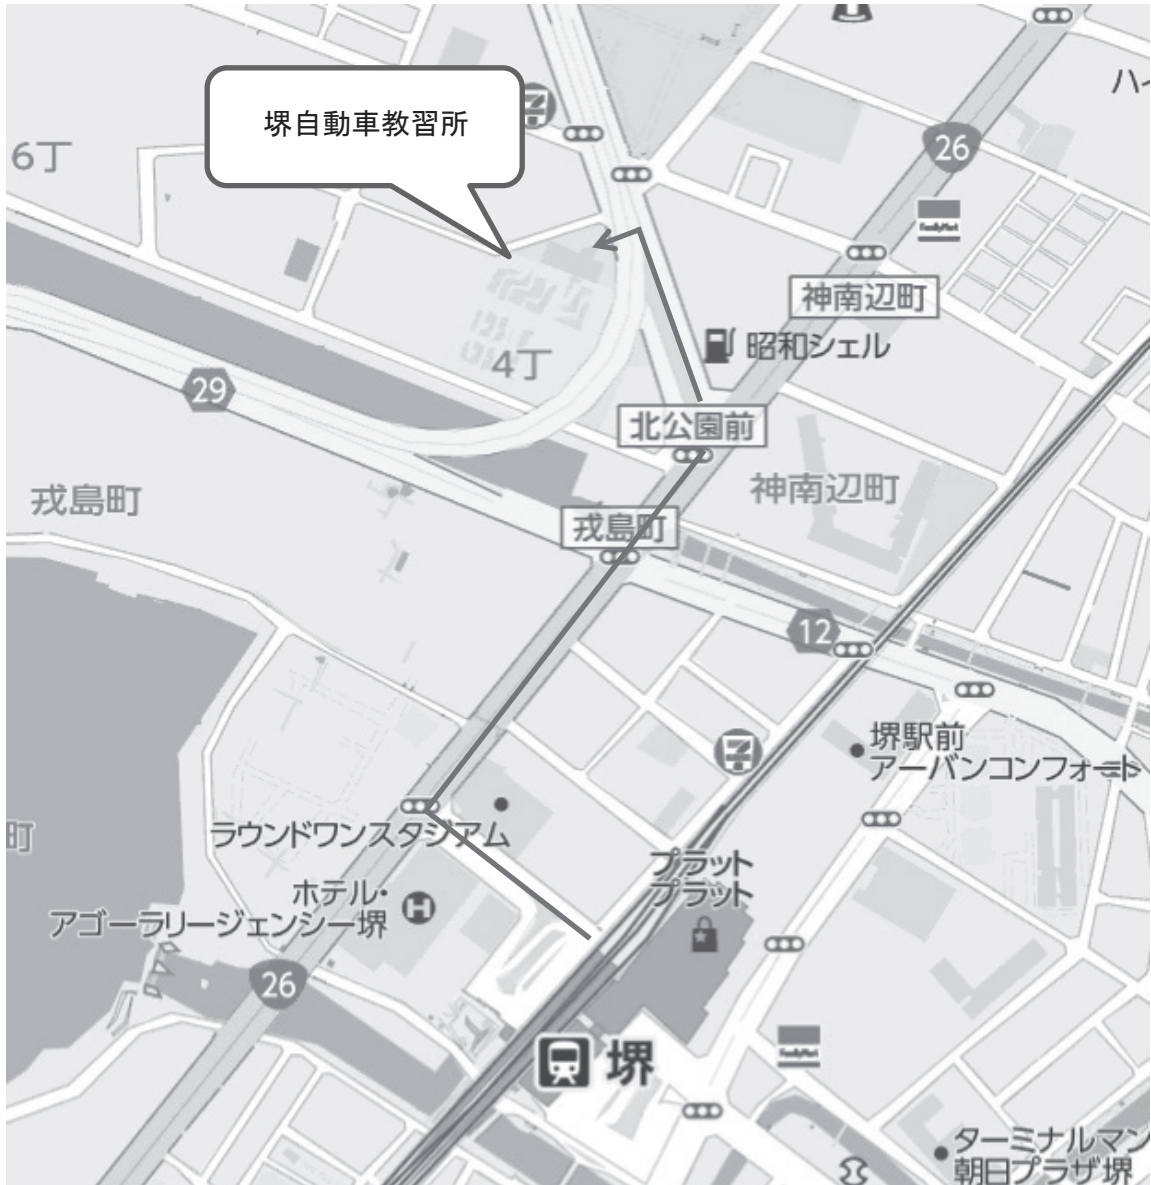 ハイ
堺自動車教習所
6丁
26
FamilyMart
神南辺町
昭和シェル
4丁
29
北公園前
神南辺町
戎島町
戎島町
12
堺駅前
アーバンコンフォート
ラウンドワンスタジアム
プラット
プラット
町
ホテル・
アゴーラリージェンシー堺
H
26
FamilyMart
堺
ターミナルマン
朝日プラザ堺